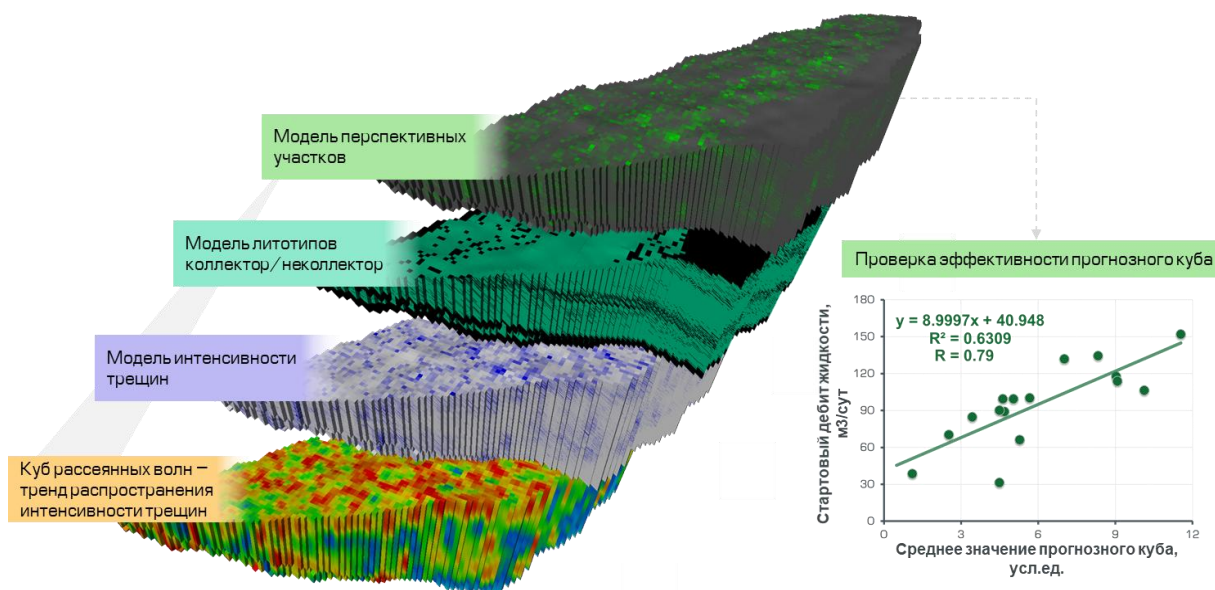 Модель перспективных
участков
Модель литотипов
коллектор/неколлектор
Модель интенсивности
трещин
Куб рассеянных волн –
тренд распространения
интенсивности трещин
Проверка эффективности прогнозного куба
Стартовый дебит жидкости,
м3/сут
180
150
120
90
60
30
0
y = 8.9997x + 40.948
R² = 0.6309
R = 0.79
0 3 6 9 12
Среднее значение прогнозного куба,
усл.ед.